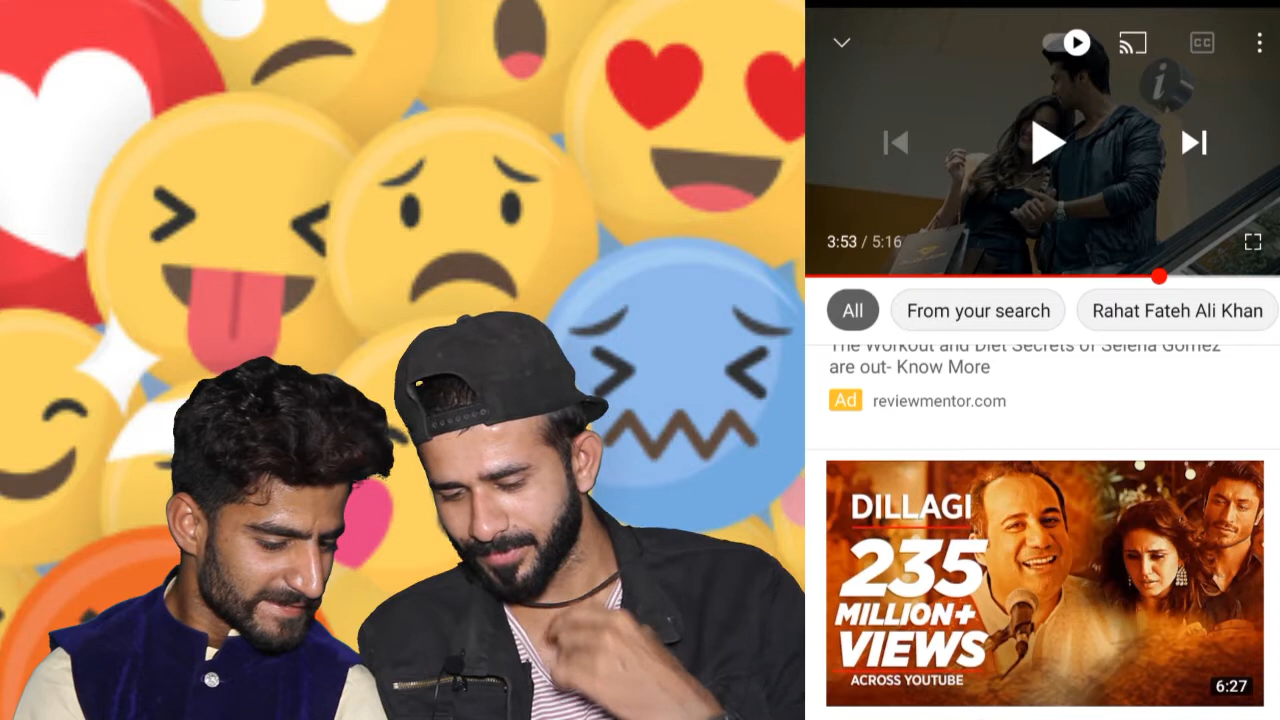 CC
3:53 / 5:16
All
From your search
Rahat Fateh Ali Khan
The Workout and Diet Secrets of Selena Gomez
are out- Know More
Ad
reviewmentor.com
DILLAGI
235
MILLION+
VIEWS
ACROSS YOUTUBE
6:27